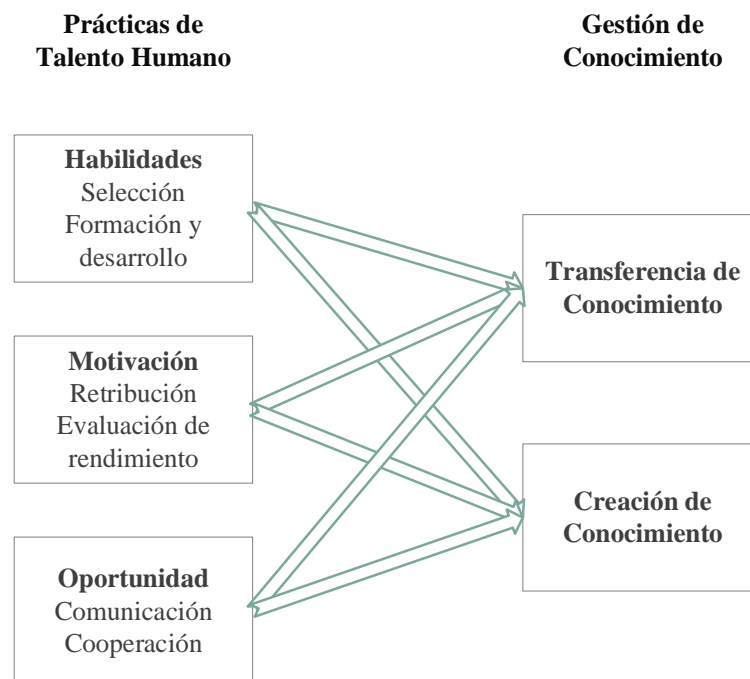 Prácticas de
Talento Humano
Gestión de
Conocimiento
Habilidades
Selección
Formación y
desarrollo
Motivación
Retribución
Evaluación de
rendimiento
Oportunidad
Comunicación
Cooperación
Transferencia de
Conocimiento
Creación de
Conocimiento